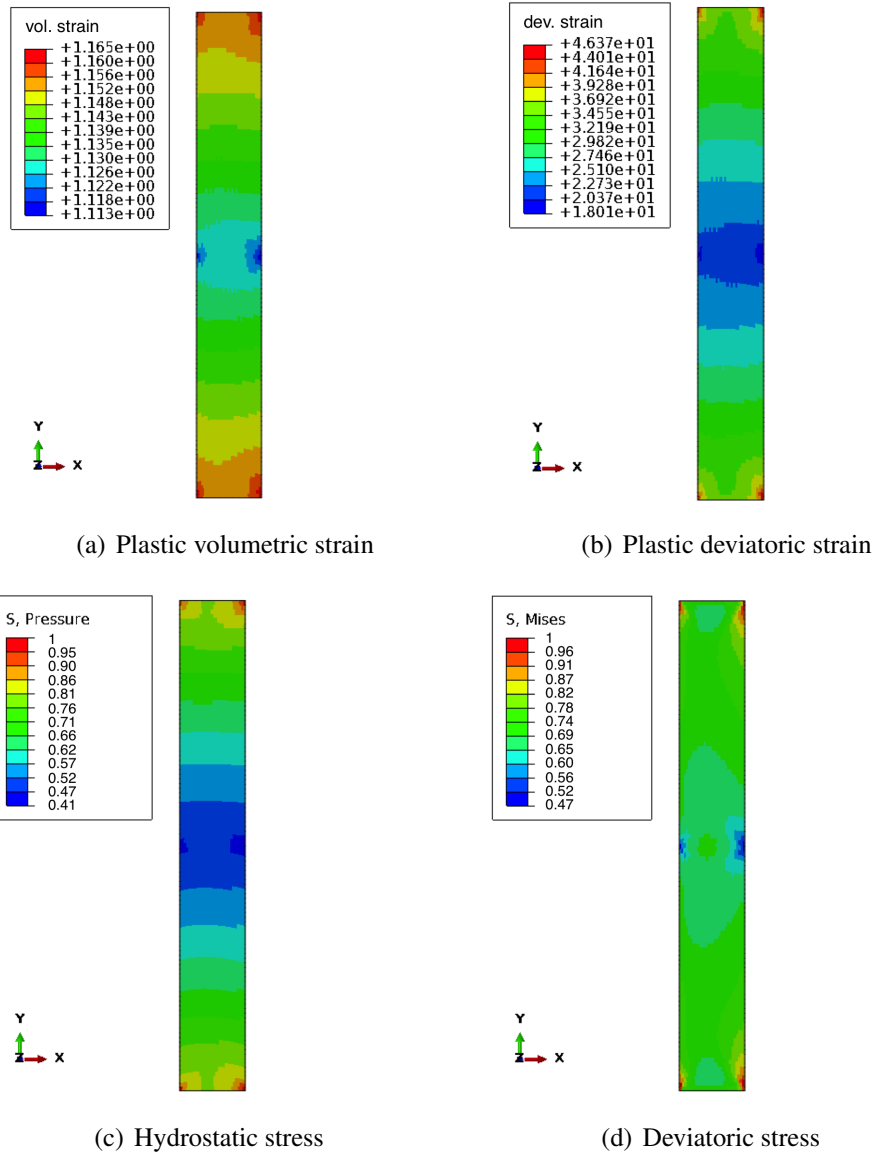 vol. strain
+1.165e+00
+1.160e+00
+1.156e+00
+1.152e+00
+1.148e+00
+1.143e+00
+1.139e+00
+1.135e+00
+1.130e+00
+1.126e+00
+1.122e+00
+1.118e+00
+1.113e+00
Y
Z
X
(a) Plastic volumetric strain
dev. strain
+4.637e+01
+4.401e+01
+4.164e+01
+3.928e+01
+3.692e+01
+3.455e+01
+3.219e+01
+2.982e+01
+2.746e+01
+2.510e+01
+2.273e+01
+2.037e+01
+1.801e+01
Y
Z
X
(b) Plastic deviatoric strain
S, Pressure
1
0.95
0.90
0.86
0.81
0.76
0.71
0.66
0.62
0.57
0.52
0.47
0.41
Y
Z
X
(c) Hydrostatic stress
S, Mises
1
0.96
0.91
0.87
0.82
0.78
0.74
0.69
0.65
0.60
0.56
0.52
0.47
Y
Z
X
(d) Deviatoric stress